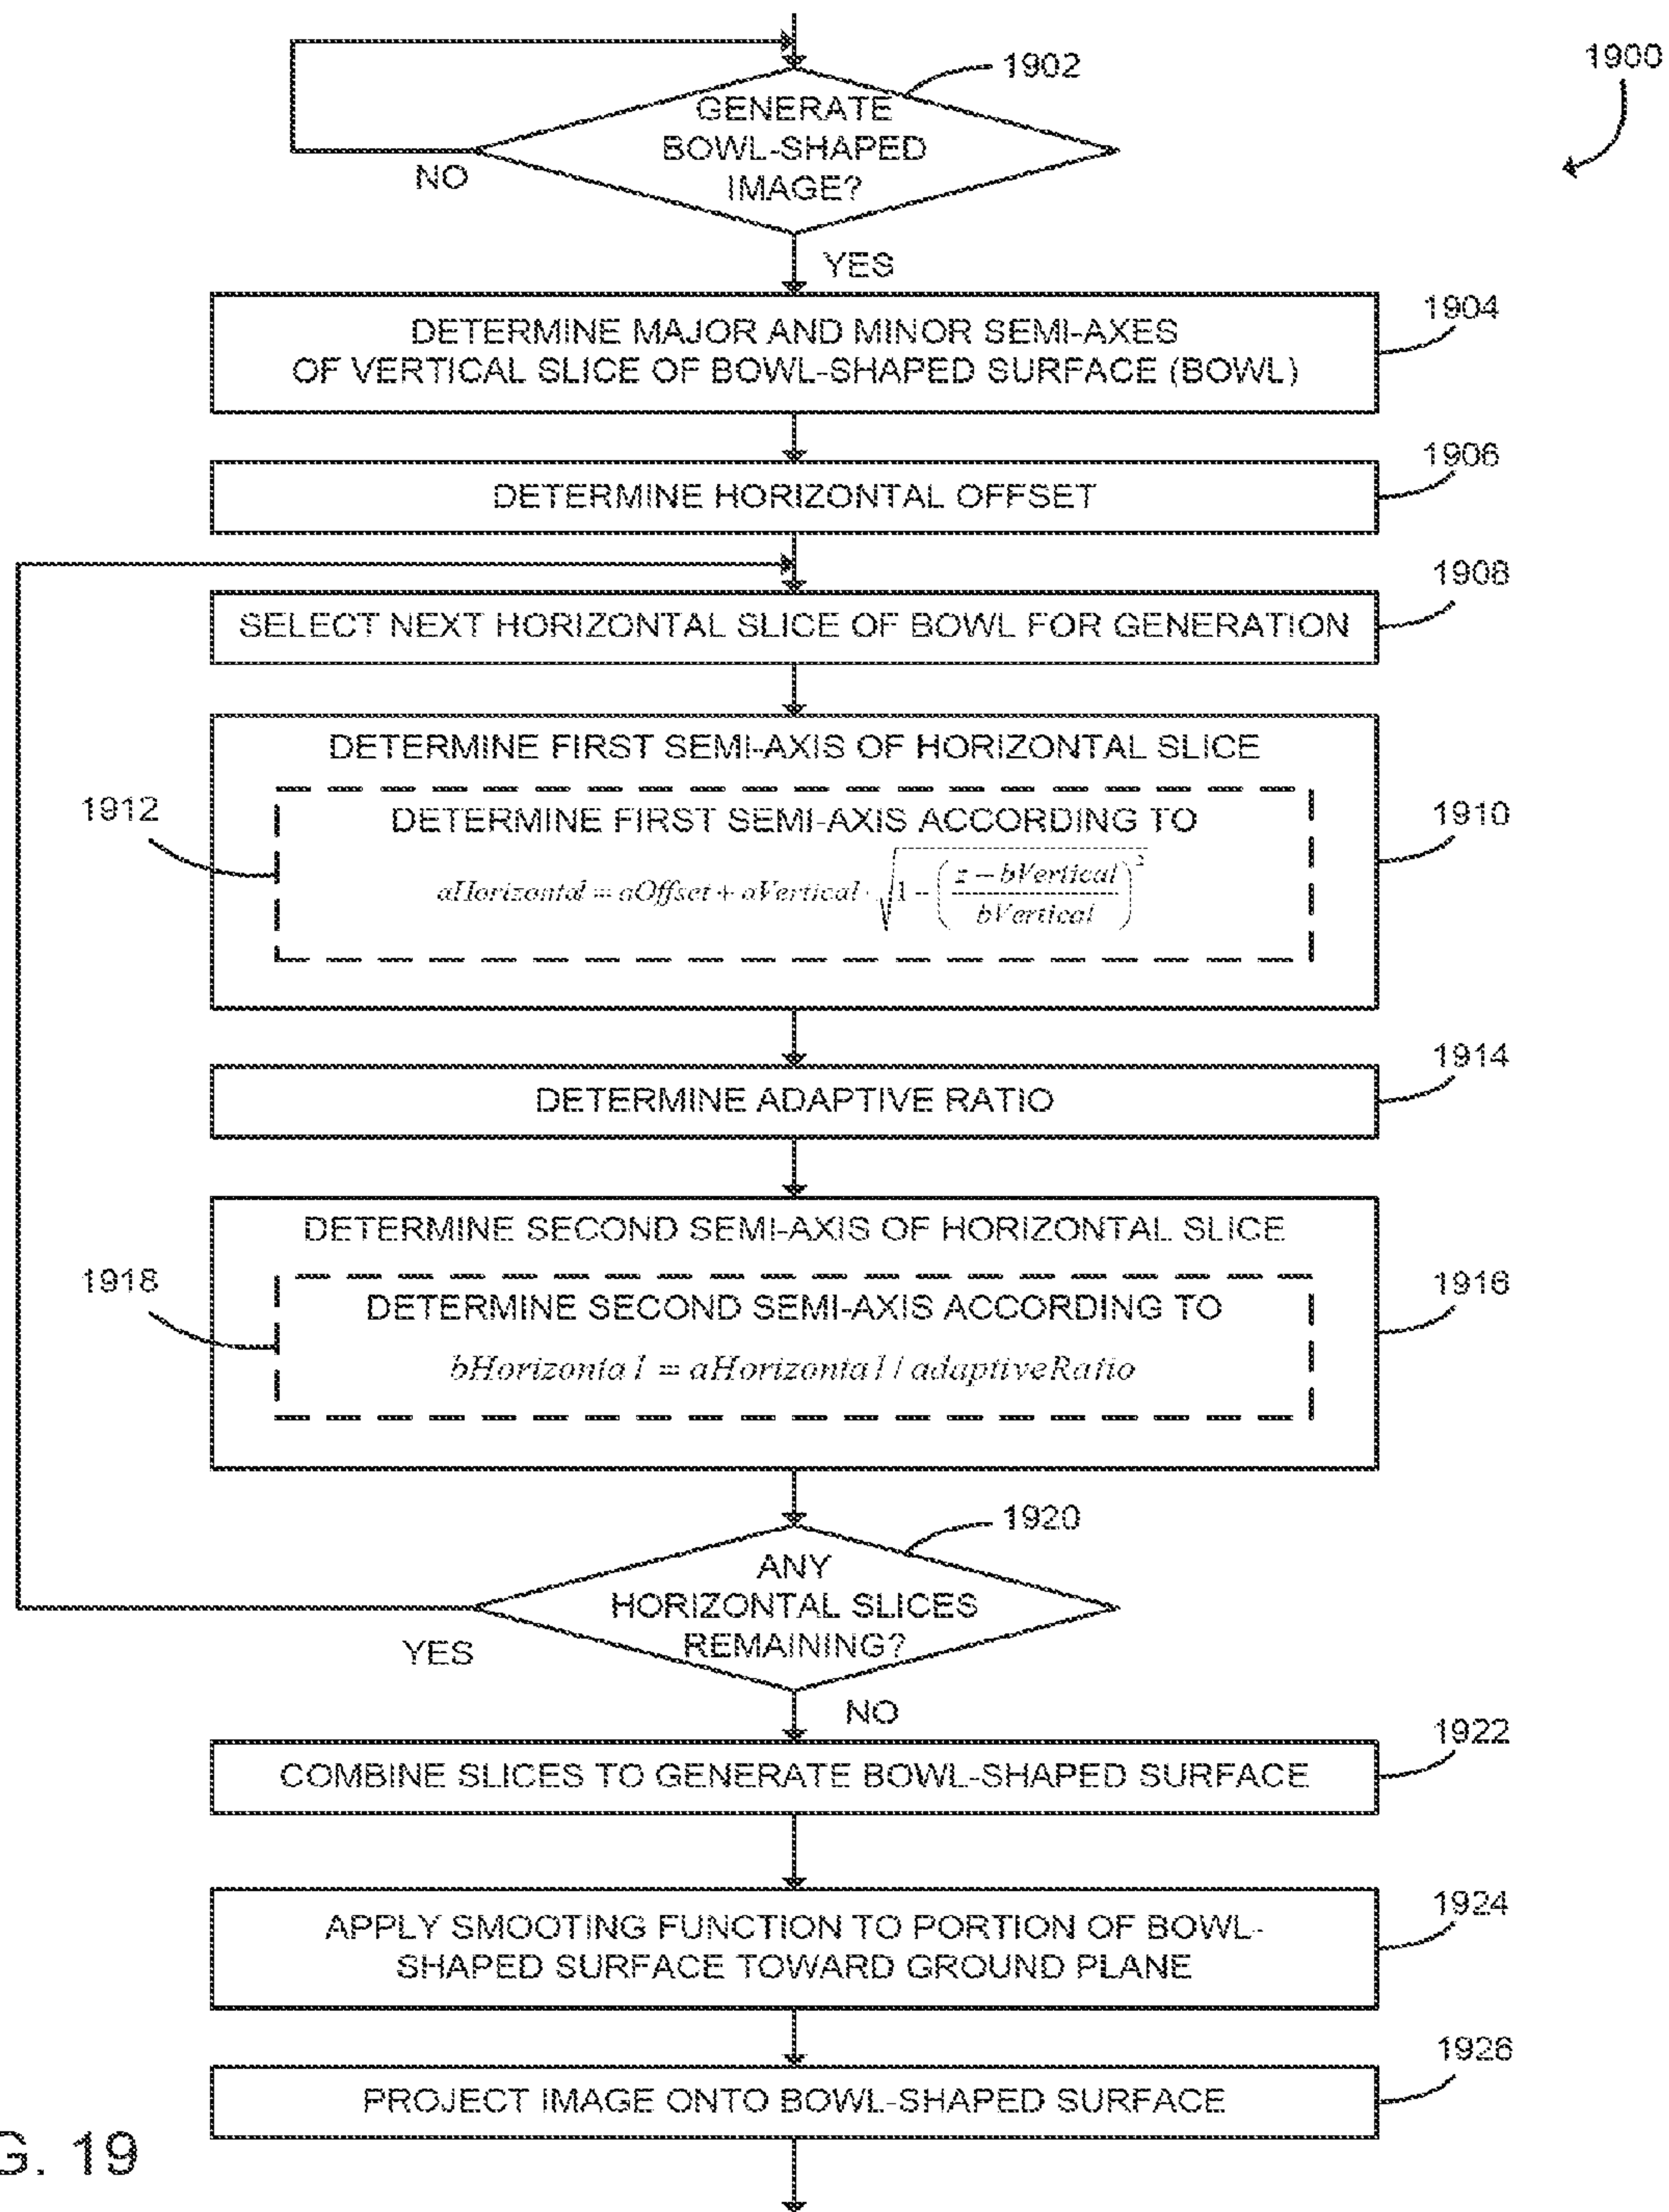 1900
1902
GENERATE
BOWL-SHAPED
IMAGE?
NO
YES
1904
DETERMINE MAJOR AND MINOR SEMI-AXES
OF VERTICAL SLICE OF BOWL-SHAPED SURFACE (BOWL)
1906
DETERMINE HORIZONTAL OFFSET
1908
SELECT NEXT HORIZONTAL SLICE OF BOWL FOR GENERATION
DETERMINE FIRST SEMI-AXIS OF HORIZONTAL SLICE
1912
1910
DETERMINE FIRST SEMI-AXIS ACCORDING TO
aHorizontal = aOffset + aVertical · √(1 − ((z − bVertical) / bVertical)²)
1914
DETERMINE ADAPTIVE RATIO
DETERMINE SECOND SEMI-AXIS OF HORIZONTAL SLICE
1918
1916
DETERMINE SECOND SEMI-AXIS ACCORDING TO
bHorizontal = aHorizontal / adaptiveRatio
1920
ANY
HORIZONTAL SLICES
REMAINING?
YES
NO
1922
COMBINE SLICES TO GENERATE BOWL-SHAPED SURFACE
1924
APPLY SMOOTING FUNCTION TO PORTION OF BOWL-
SHAPED SURFACE TOWARD GROUND PLANE
1926
PROJECT IMAGE ONTO BOWL-SHAPED SURFACE
G. 19